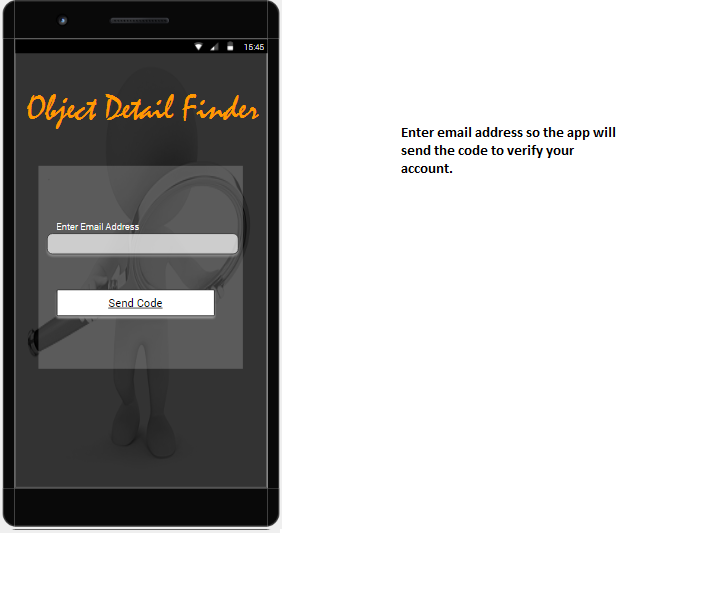 15:45
Object Detail Finder
Enter Email Address
Send Code
Enter email address so the app will
send the code to verify your
account.